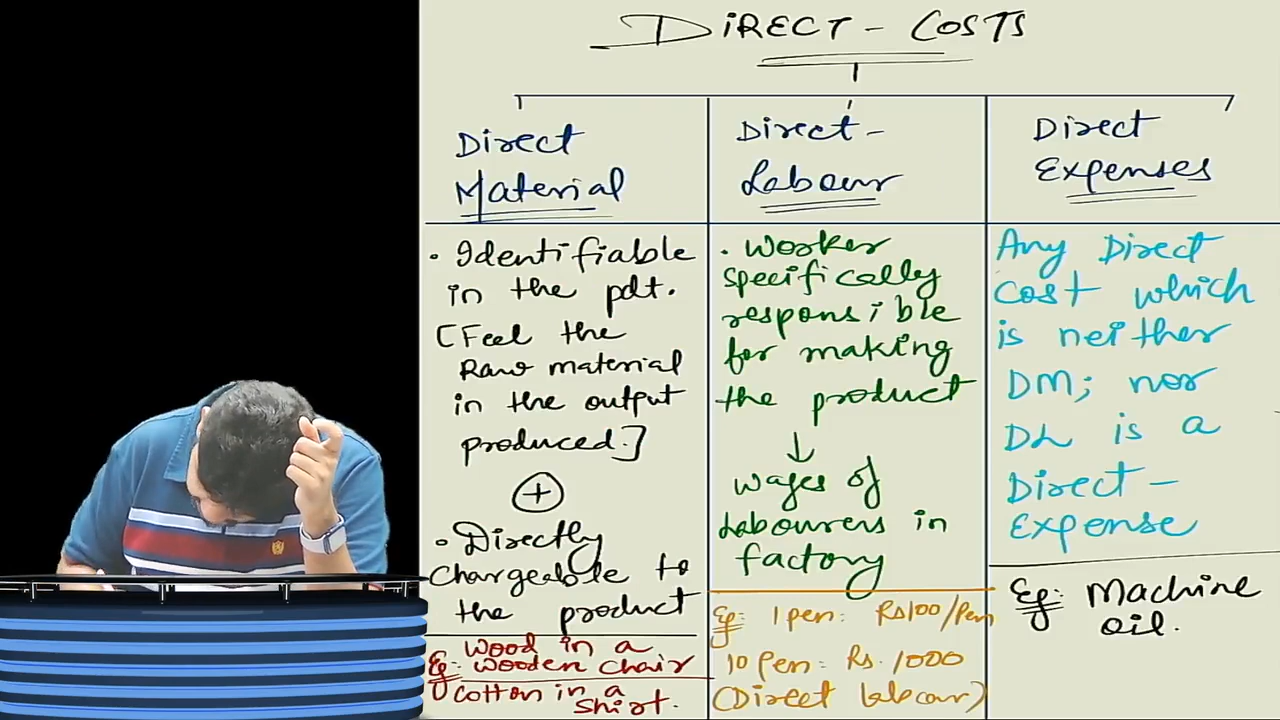 DIRECT - COSTS
Direct
Material
• Identifiable
in the pdt.
[Feel the
Raw material
in the output
produced.]
+
• Directly
Chargeable to
the product
Eg: Wood in a
wooden chair
Cotton in a
shirt.
Direct -
Labour
• Worker
specifically
responsible
for making
the product
↓
Wages of
Labourers in
factory
Eg: 1 pen: Rs100/Pen
10 pen: Rs. 1000
(Direct labour)
Direct
Expenses
Any Direct
Cost which
is neither
DM; nor
DL is a
Direct -
Expense
Eg: Machine
oil.